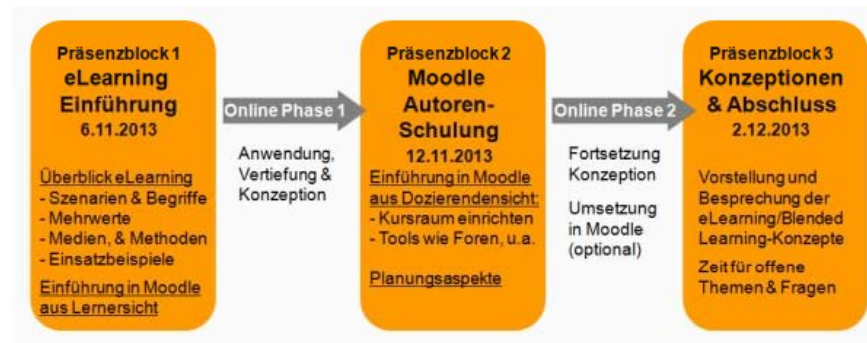 Präsenzblock 1
eLearning
Einführung
6.11.2013
Überblick eLearning
- Szenarien & Begriffe
- Mehrwerte
- Medien, & Methoden
- Einsatzbeispiele
Einführung in Moodle
aus Lernersicht
Online Phase 1
Anwendung,
Vertiefung &
Konzeption
Präsenzblock 2
Moodle
Autoren-
Schulung
12.11.2013
Einführung in Moodle
aus Dozierendensicht:
- Kursraum einrichten
- Tools wie Foren, u.a.
Planungsaspekte
Online Phase 2
Fortsetzung
Konzeption
Umsetzung
in Moodle
(optional)
Präsenzblock 3
Konzeptionen
& Abschluss
2.12.2013
Vorstellung und
Besprechung der
eLearning/Blended
Learning-Konzepte
Zeit für offene
Themen & Fragen